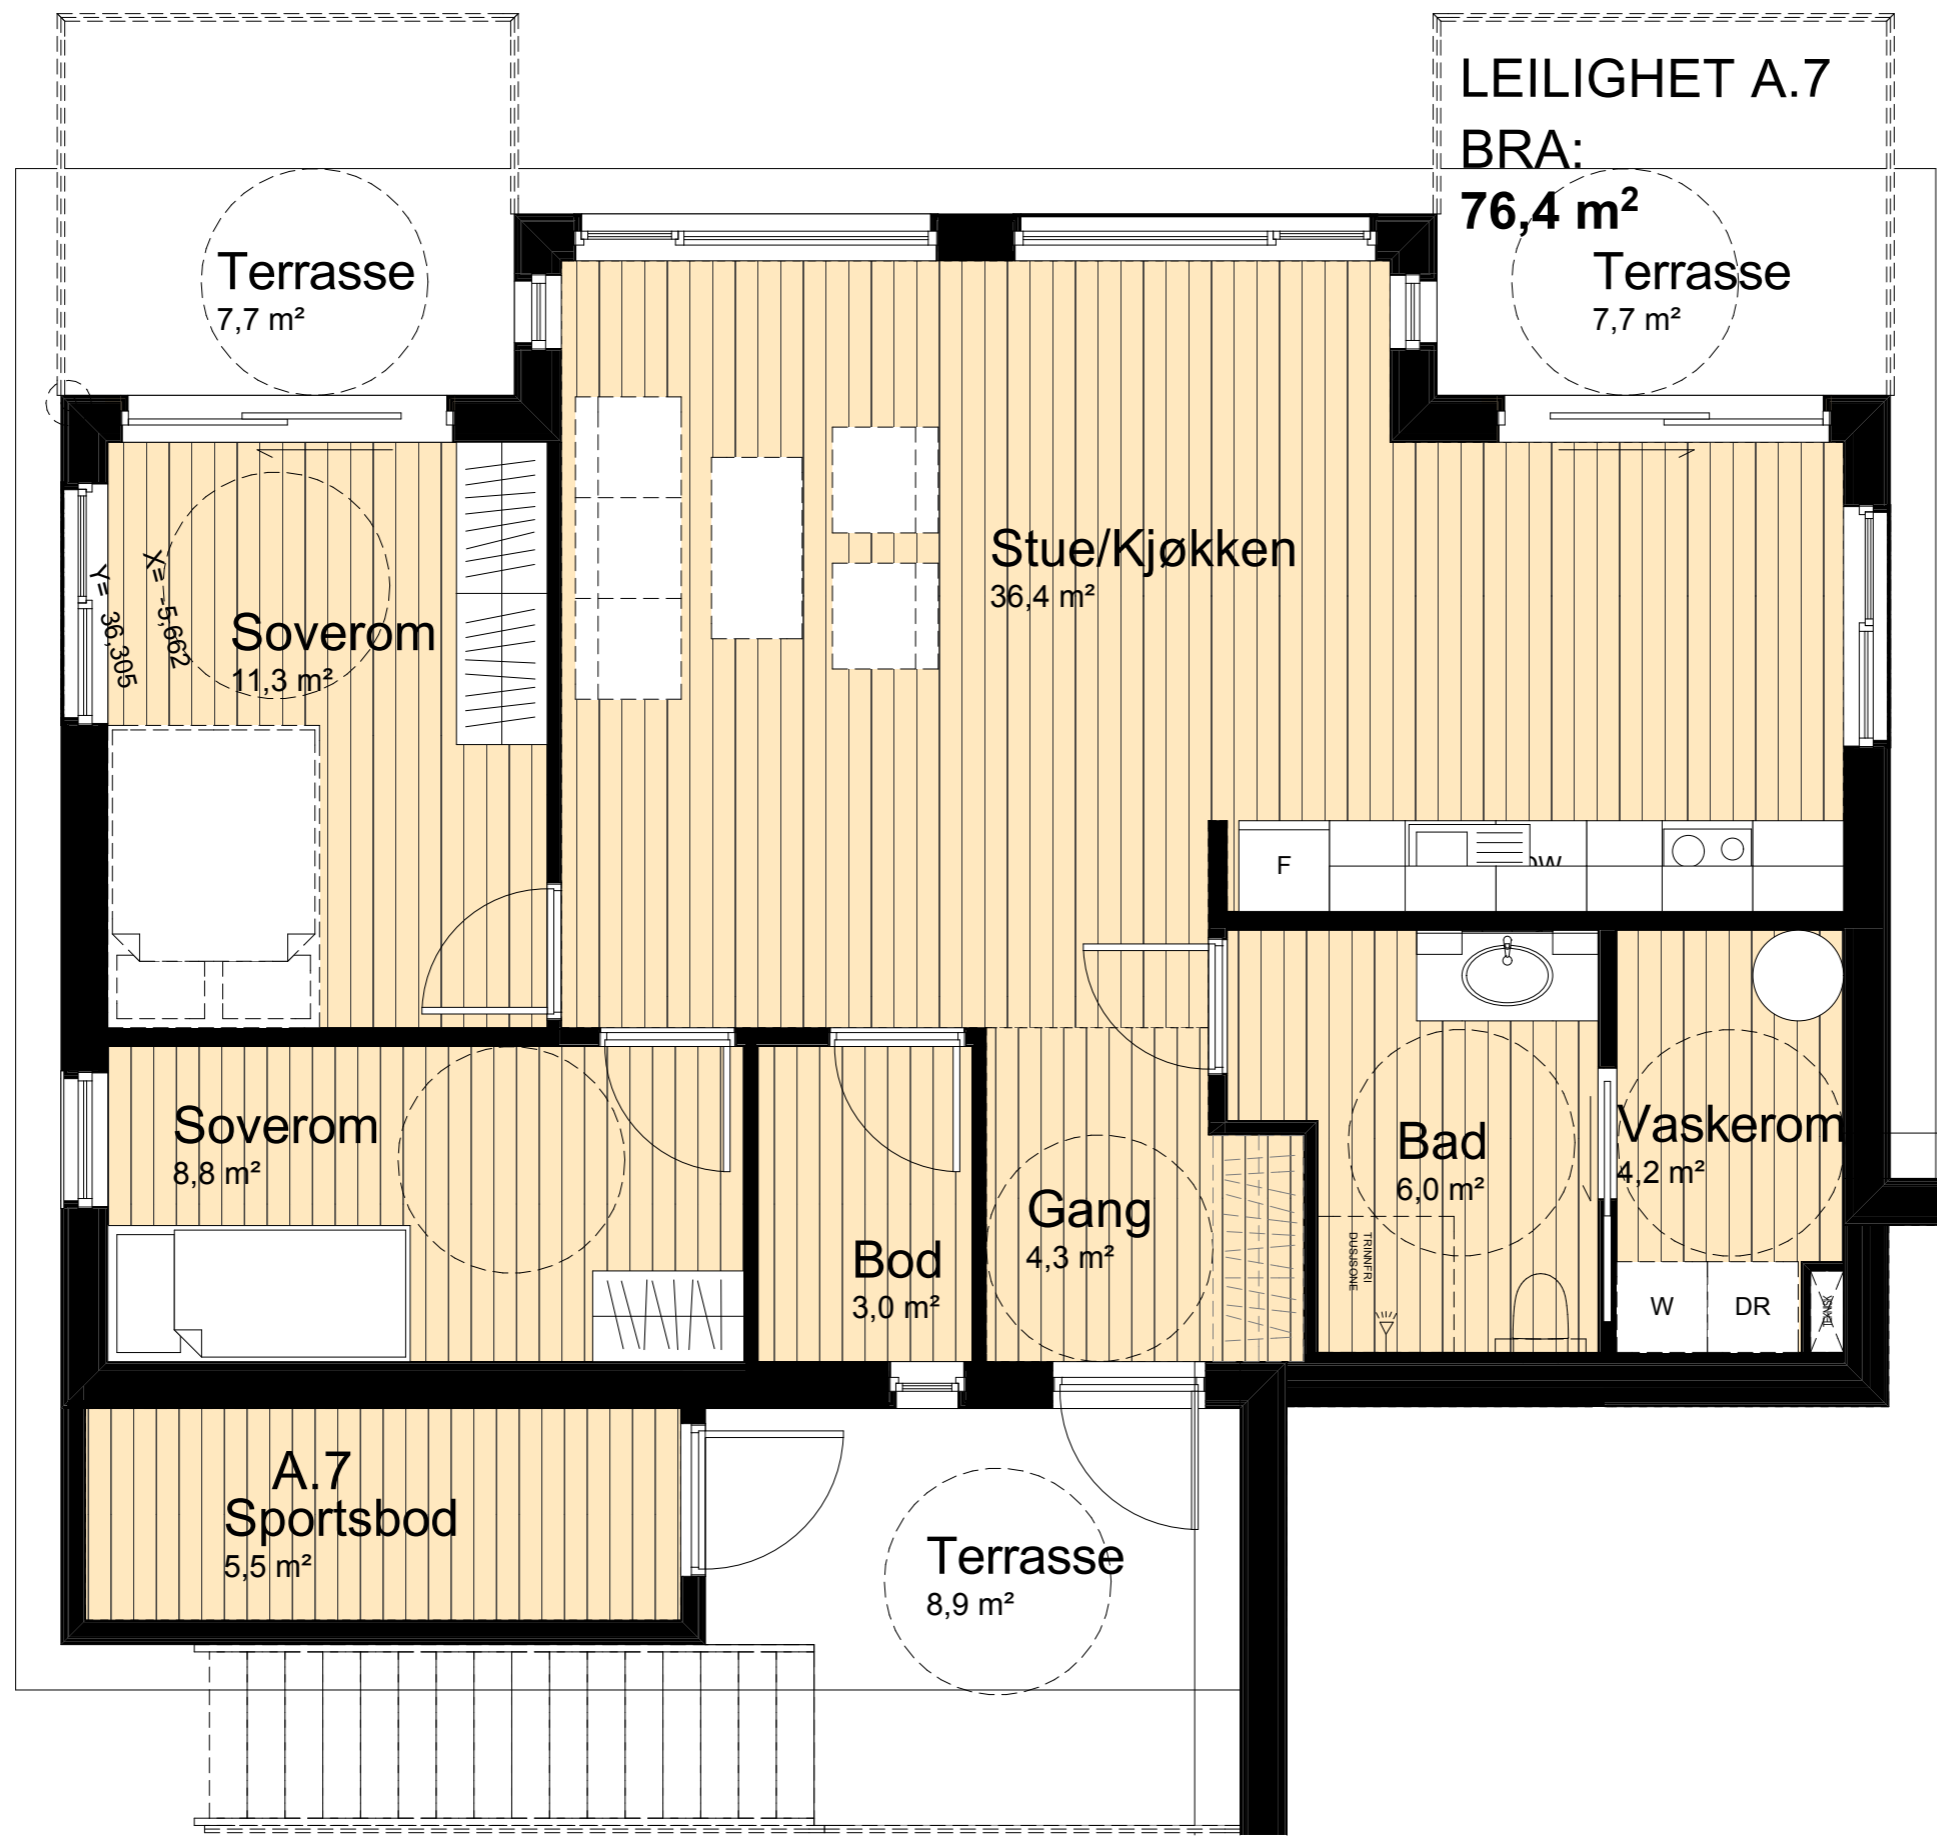 LEILIGHET A.7
BRA:
76,4 m²
Terrasse
7,7 m²
Terrasse
7,7 m²
Stue/Kjøkken
36,4 m²
X= -5,662
Y= 36,305
Soverom
11,3 m²
F
DW
Soverom
8,8 m²
Bod
3,0 m²
Gang
4,3 m²
Bad
6,0 m²
TRINNFRI
DUSJSONE
Vaskerom
4,2 m²
W
DR
A.7
Sportsbod
5,5 m²
Terrasse
8,9 m²